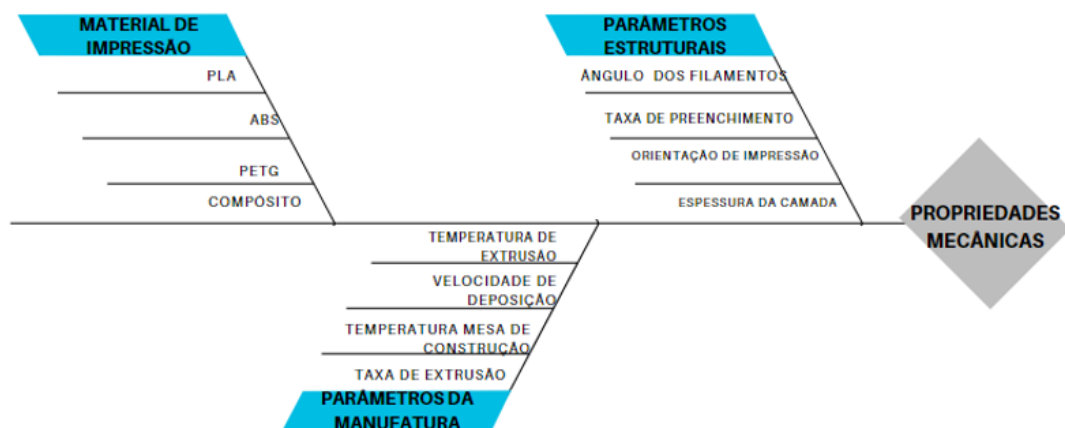 MATERIAL DE
IMPRESSÃO
PLA
ABS
PETG
COMPÓSITO
PARÂMETROS
ESTRUTURAIS
ÂNGULO DOS FILAMENTOS
TAXA DE PREENCHIMENTO
ORIENTAÇÃO DE IMPRESSÃO
ESPESSURA DA CAMADA
PROPRIEDADES
MECÂNICAS
TEMPERATURA DE
EXTRUSÃO
VELOCIDADE DE
DEPOSIÇÃO
TEMPERATURA MESA DE
CONSTRUÇÃO
TAXA DE EXTRUSÃO
PARÂMETROS DA
MANUFATURA